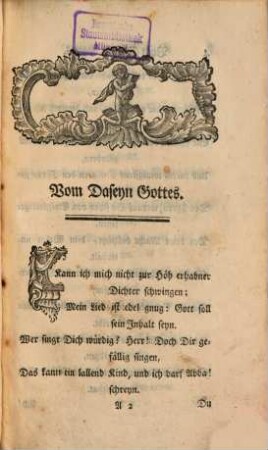 Staatsbibliothek
Vom Daseyn Gottes.
Kann ich mich nicht zur Höh erhabner
Dichter schwingen;
Mein Lied ist edel gnug: Gott soll
sein Inhalt seyn.
Wer singt Dich würdig? Herr! Doch Dir ge-
fällig singen,
Das kann ein lallend Kind, und ich darf Abba!
schreyn.
A 2
Du